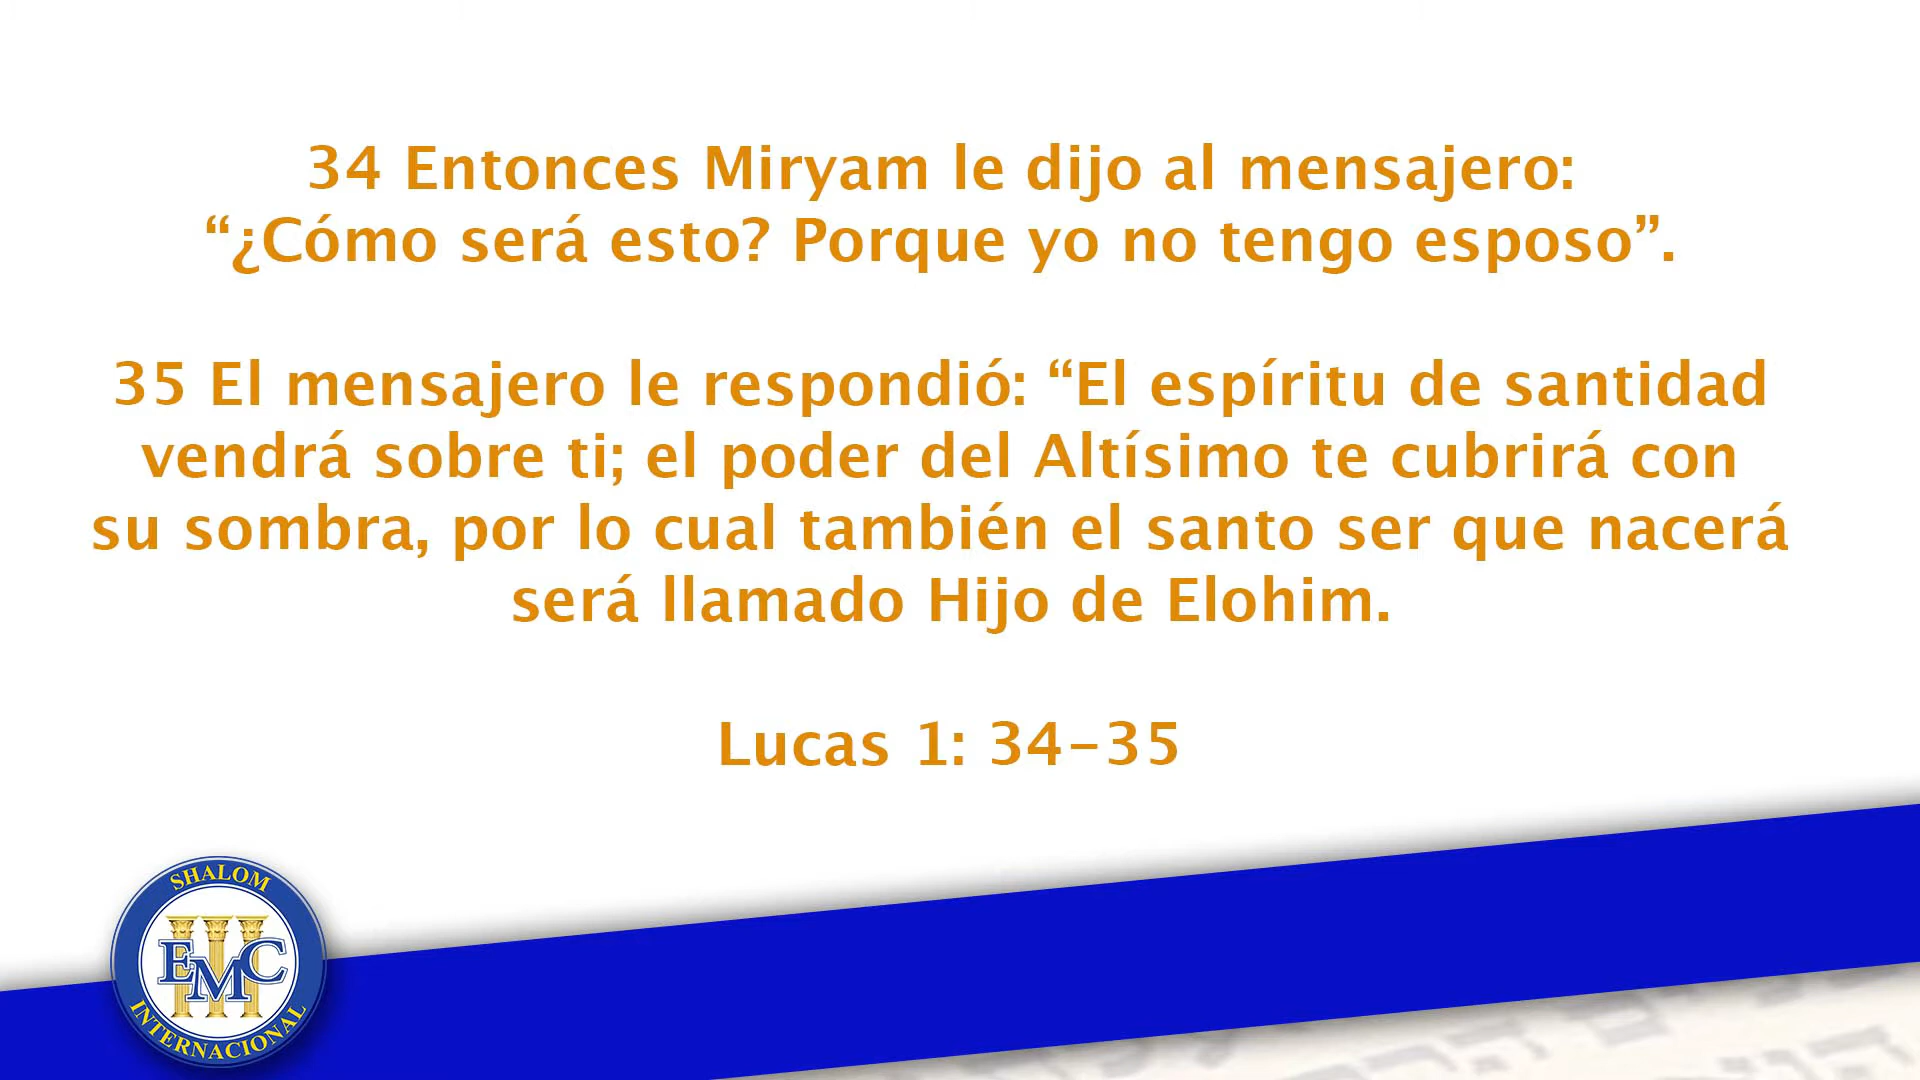 34 Entonces Miryam le dijo al mensajero:
“¿Cómo será esto? Porque yo no tengo esposo”.
35 El mensajero le respondió: “El espíritu de santidad
vendrá sobre ti; el poder del Altísimo te cubrirá con
su sombra, por lo cual también el santo ser que nacerá
será llamado Hijo de Elohim.
Lucas 1: 34-35
SHALOM
EMC
INTERNACIONAL